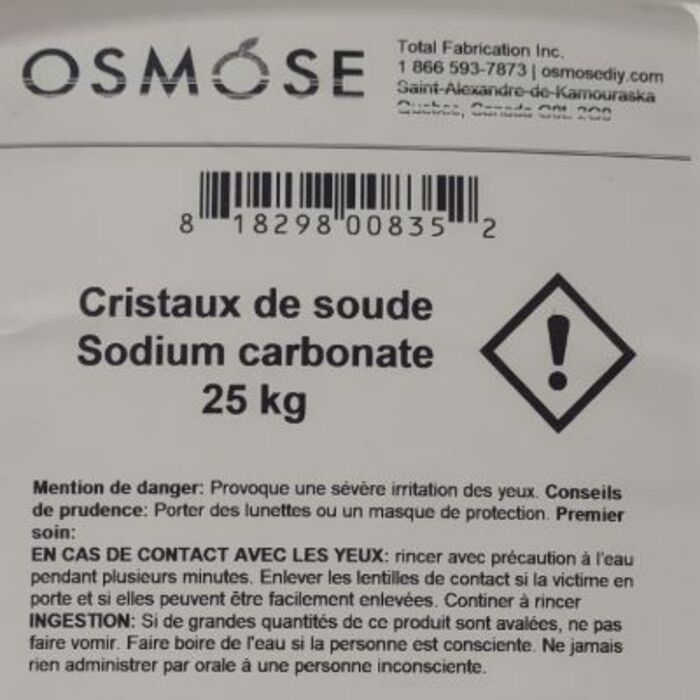 OSMOSE
Total Fabrication Inc.
1 866 593-7873 | osmosediy.com
Saint-Alexandre-de-Kamouraska
8 18298 00835 2
Cristaux de soude
Sodium carbonate
25 kg
Mention de danger: Provoque une sévère irritation des yeux. Conseils
de prudence: Porter des lunettes ou un masque de protection. Premier
soin:
EN CAS DE CONTACT AVEC LES YEUX: rincer avec précaution à l'eau
pendant plusieurs minutes. Enlever les lentilles de contact si la victime en
porte et si elles peuvent être facilement enlevées. Continer à rincer
INGESTION: Si de grandes quantités de ce produit sont avalées, ne pas
faire vomir. Faire boire de l'eau si la personne est consciente. Ne jamais
rien administrer par orale à une personne inconsciente.